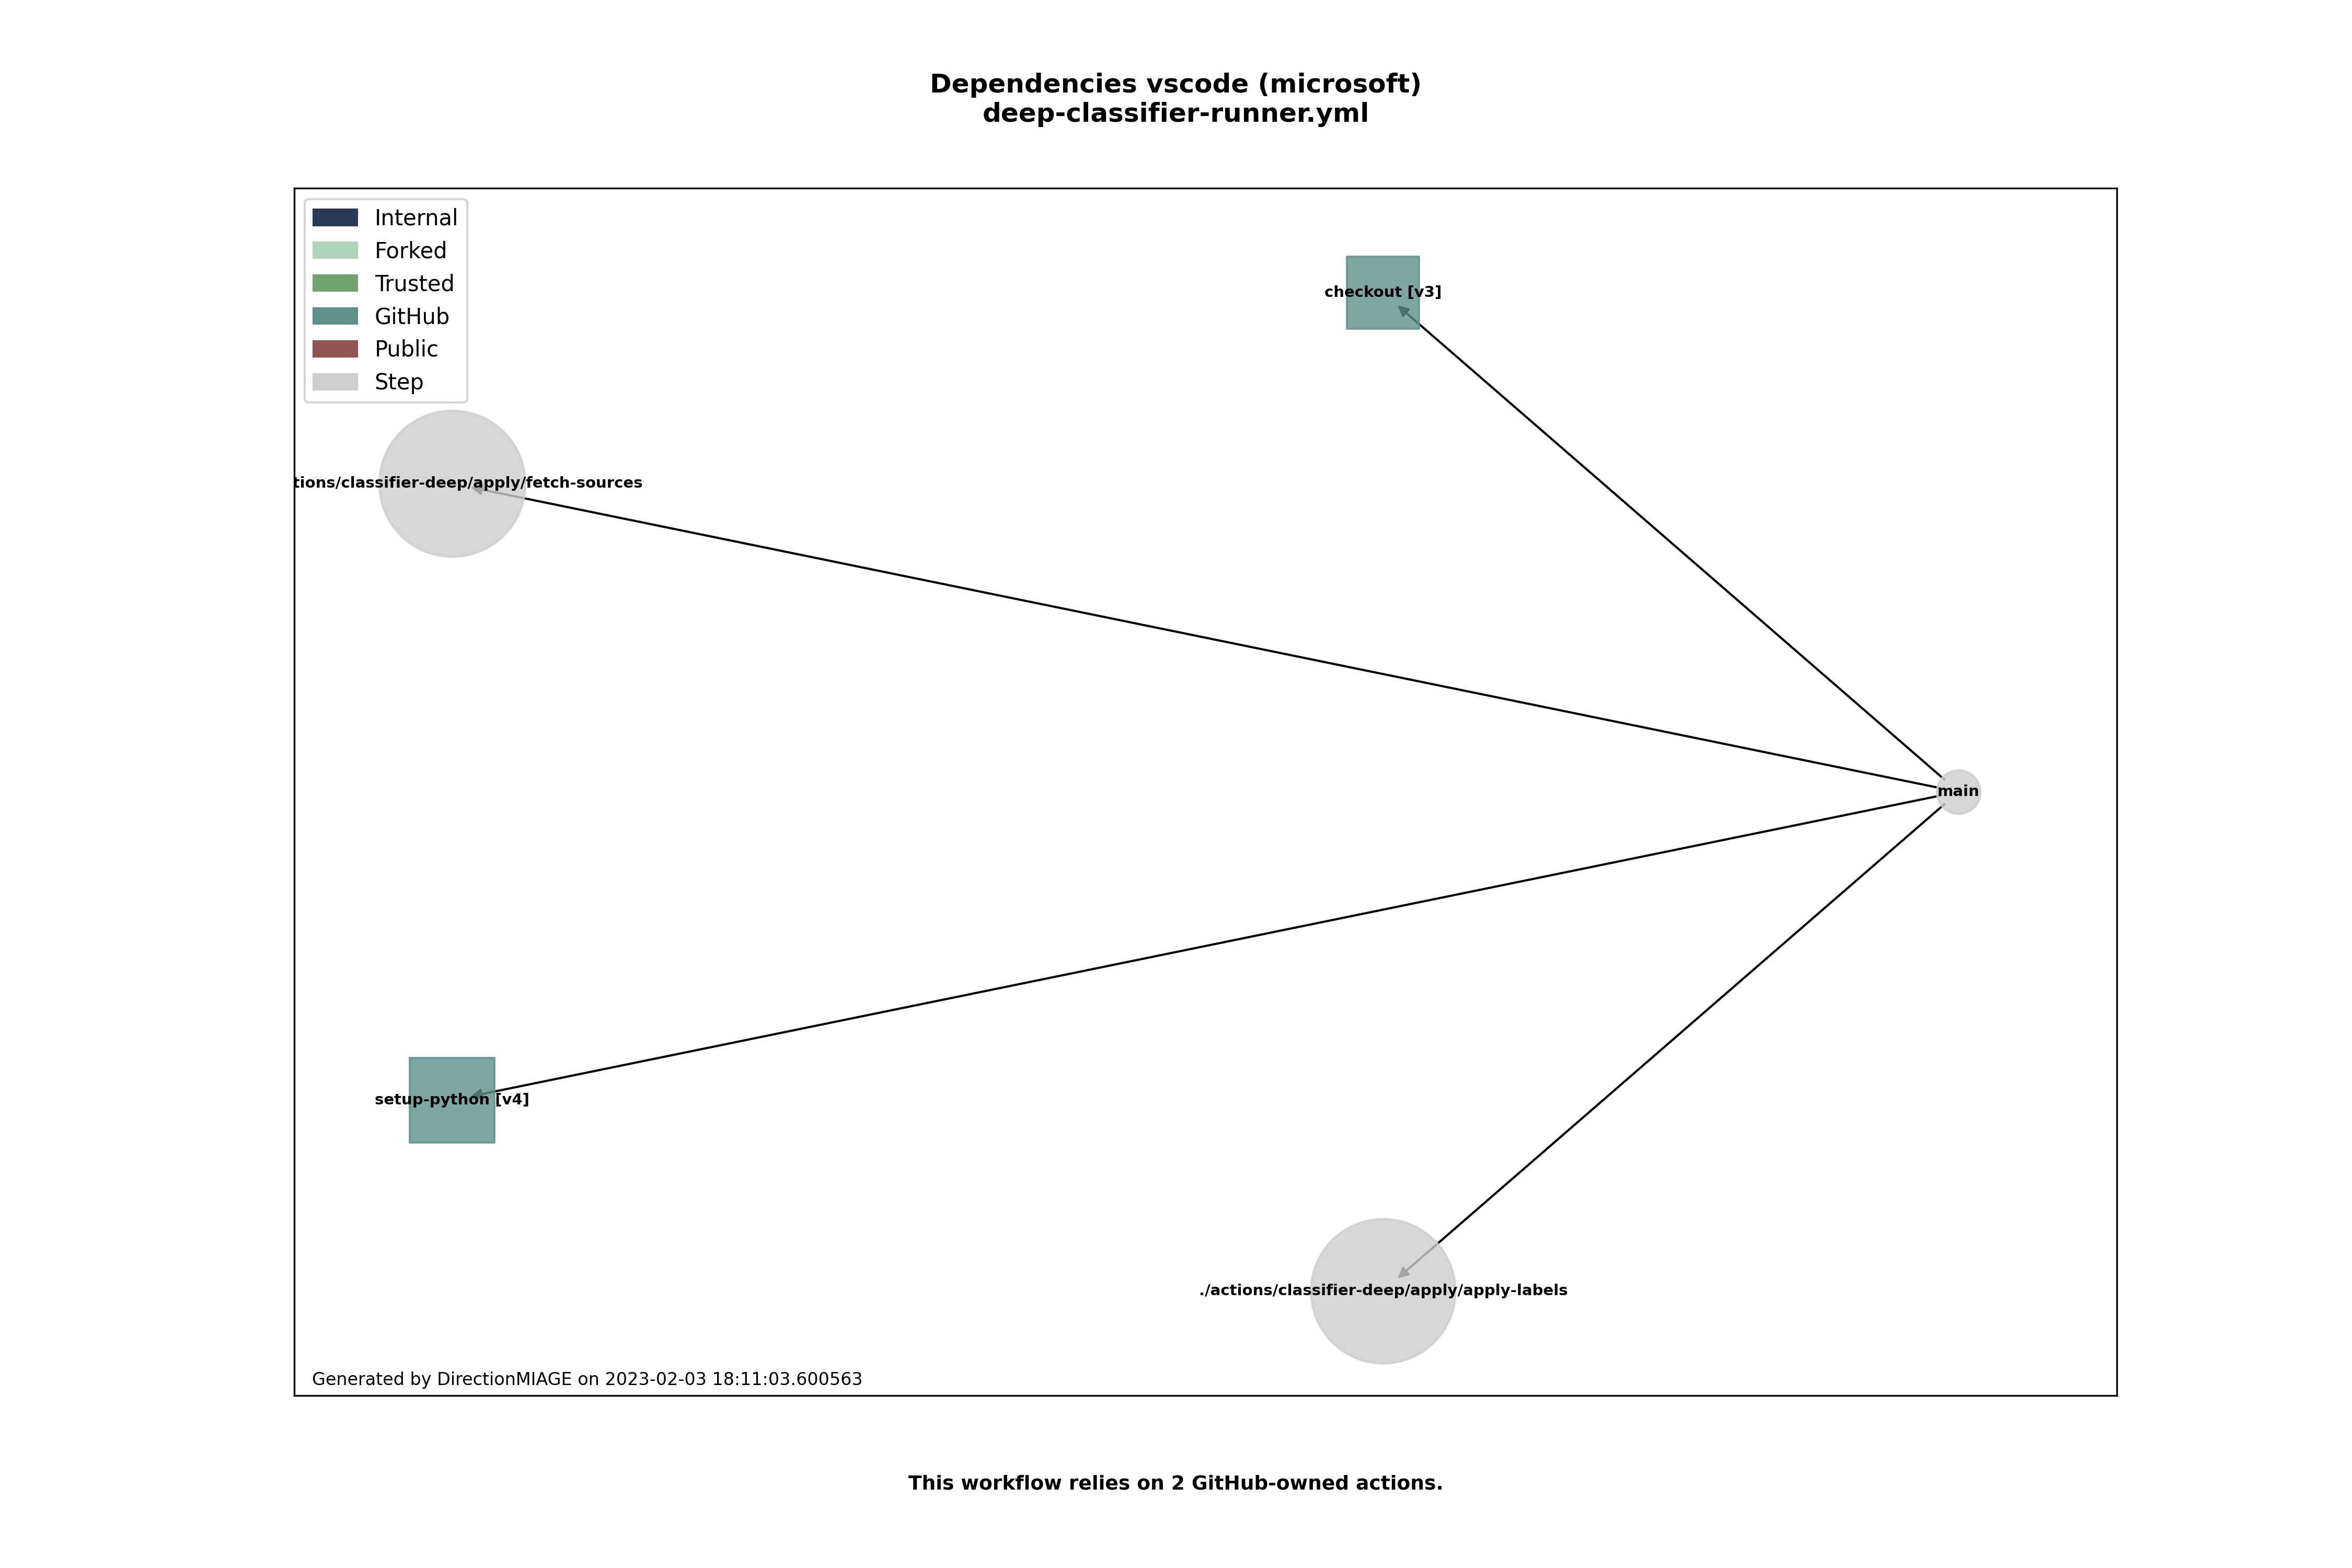 Dependencies vscode (microsoft)
deep-classifier-runner.yml
Internal
Forked
Trusted
GitHub
Public
Step
checkout [v3]
tions/classifier-deep/apply/fetch-sources
main
setup-python [v4]
./actions/classifier-deep/apply/apply-labels
Generated by DirectionMIAGE on 2023-02-03 18:11:03.600563
This workflow relies on 2 GitHub-owned actions.